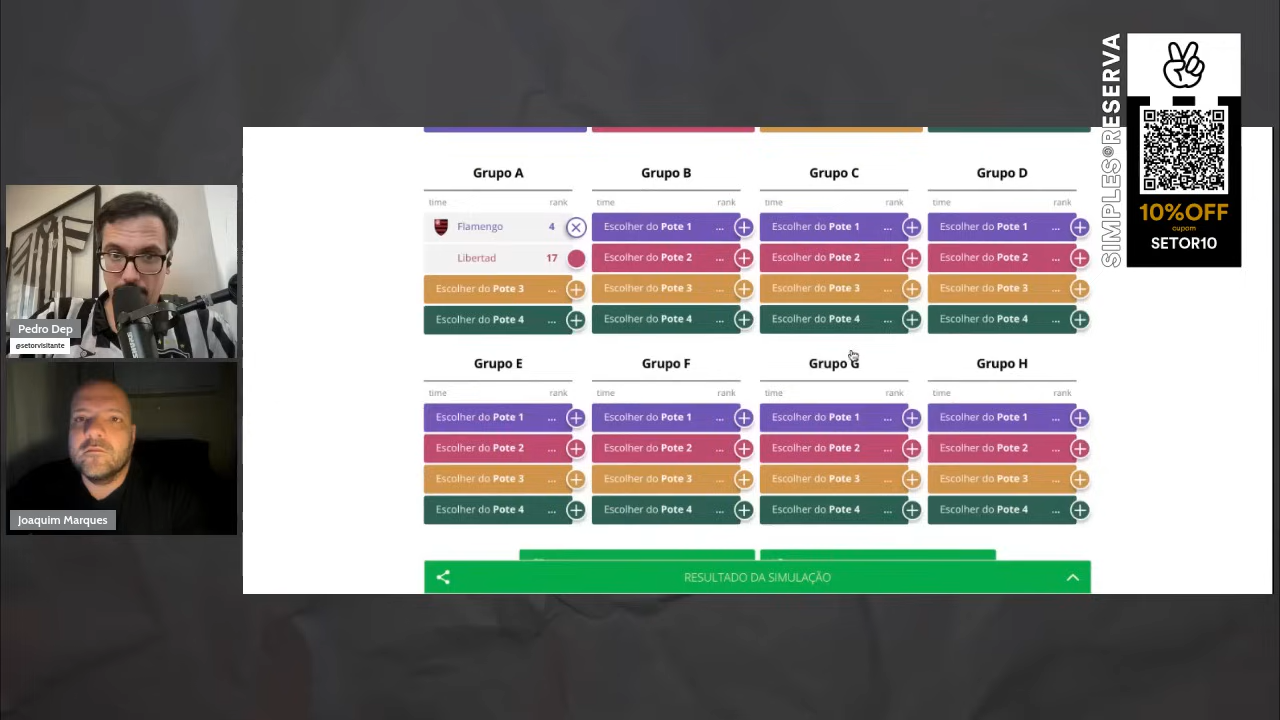 Grupo A
Grupo B
Grupo C
Grupo D
time rank
time rank
time rank
time rank
Flamengo 4
Escolher do Pote 1 ...
Escolher do Pote 1 ...
Escolher do Pote 1 ...
Libertad 17
Escolher do Pote 2 ...
Escolher do Pote 2 ...
Escolher do Pote 2 ...
Escolher do Pote 3 ...
Escolher do Pote 3 ...
Escolher do Pote 3 ...
Escolher do Pote 3 ...
Escolher do Pote 4 ...
Escolher do Pote 4 ...
Escolher do Pote 4 ...
Escolher do Pote 4 ...
Grupo E
Grupo F
Grupo G
Grupo H
time rank
time rank
time rank
time rank
Escolher do Pote 1 ...
Escolher do Pote 1 ...
Escolher do Pote 1 ...
Escolher do Pote 1 ...
Escolher do Pote 2 ...
Escolher do Pote 2 ...
Escolher do Pote 2 ...
Escolher do Pote 2 ...
Escolher do Pote 3 ...
Escolher do Pote 3 ...
Escolher do Pote 3 ...
Escolher do Pote 3 ...
Escolher do Pote 4 ...
Escolher do Pote 4 ...
Escolher do Pote 4 ...
Escolher do Pote 4 ...
RESULTADO DA SIMULAÇÃO
Pedro Dep
@setorvisitante
Joaquim Marques
SIMPLES®RESERVA
10%OFF
cupom
SETOR10